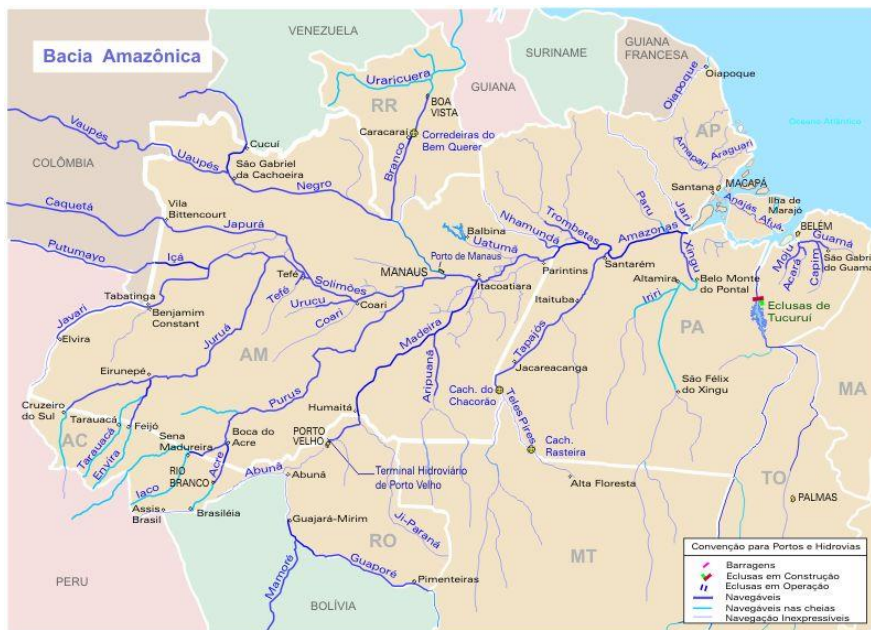 Bacia Amazônica
VENEZUELA
SURINAME
GUIANA
FRANCESA
GUIANA
COLÔMBIA
PERU
BOLÍVIA
Oceano Atlântico
RR
AP
AM
PA
MA
AC
RO
MT
TO
Uraricuera
BOA
VISTA
Caracaraí
Corredeiras do
Bem Querer
Branco
Oiapoque
Oiapoque
Amapari
Araguari
Santana
MACAPÁ
Anajás
Afuá
Ilha de
Marajó
BELÉM
Guamá
São Gabriel
do Guamá
Moju
Acará
Capim
Vaupés
Uaupés
Cucuí
São Gabriel
da Cachoeira
Negro
Caquetá
Vila
Bittencourt
Japurá
Putumayo
Içá
Balbina
Uatumã
Nhamundá
Trombetas
Paru
Jari
Amazonas
Xingu
MANAUS
Porto de Manaus
Itacoatiara
Parintins
Santarém
Altamira
Belo Monte
do Pontal
Eclusas de
Tucuruí
Tefé
Tefé
Solimões
Urucu
Coari
Coari
Tabatinga
Benjamim
Constant
Javari
Elvira
Juruá
Eirunepé
Madeira
Aripuanã
Itaituba
Iriri
Tapajós
Jacareacanga
São Félix
do Xingu
Cach. do
Chacorão
Teles Pires
Cach.
Rasteira
Alta Floresta
PALMAS
Purus
Humaitá
Cruzeiro
do Sul
Tarauacá
Feijó
Tarauacá
Envira
Sena
Madureira
Boca do
Acre
PORTO
VELHO
RIO
BRANCO
Acre
Abunã
Abunã
Terminal Hidroviário
de Porto Velho
Iaco
Assis
Brasil
Brasiléia
Guajará-Mirim
Ji-Paraná
Mamoré
Guaporé
Pimenteiras
Convenção para Portos e Hidrovias
Barragens
Eclusas em Construção
Eclusas em Operação
Navegáveis
Navegáveis nas cheias
Navegação Inexpressíveis